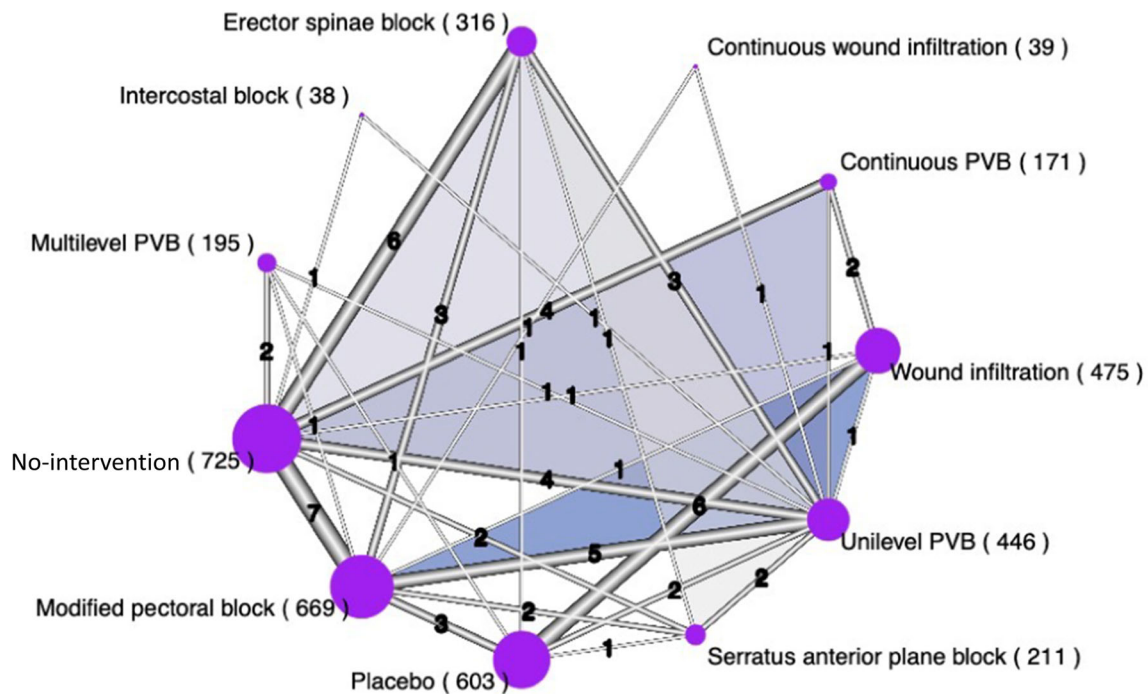 Erector spinae block ( 316 )
Continuous wound infiltration ( 39 )
Intercostal block ( 38 )
Continuous PVB ( 171 )
Multilevel PVB ( 195 )
6
2
1
3
1
3
4
1
1
1
2
1
1
Wound infiltration ( 475 )
1
1
1
1
No-intervention ( 725 )
1
4
1
6
7
2
5
Unilevel PVB ( 446 )
2
2
Modified pectoral block ( 669 )
2
3
1
Serratus anterior plane block ( 211 )
Placebo ( 603 )